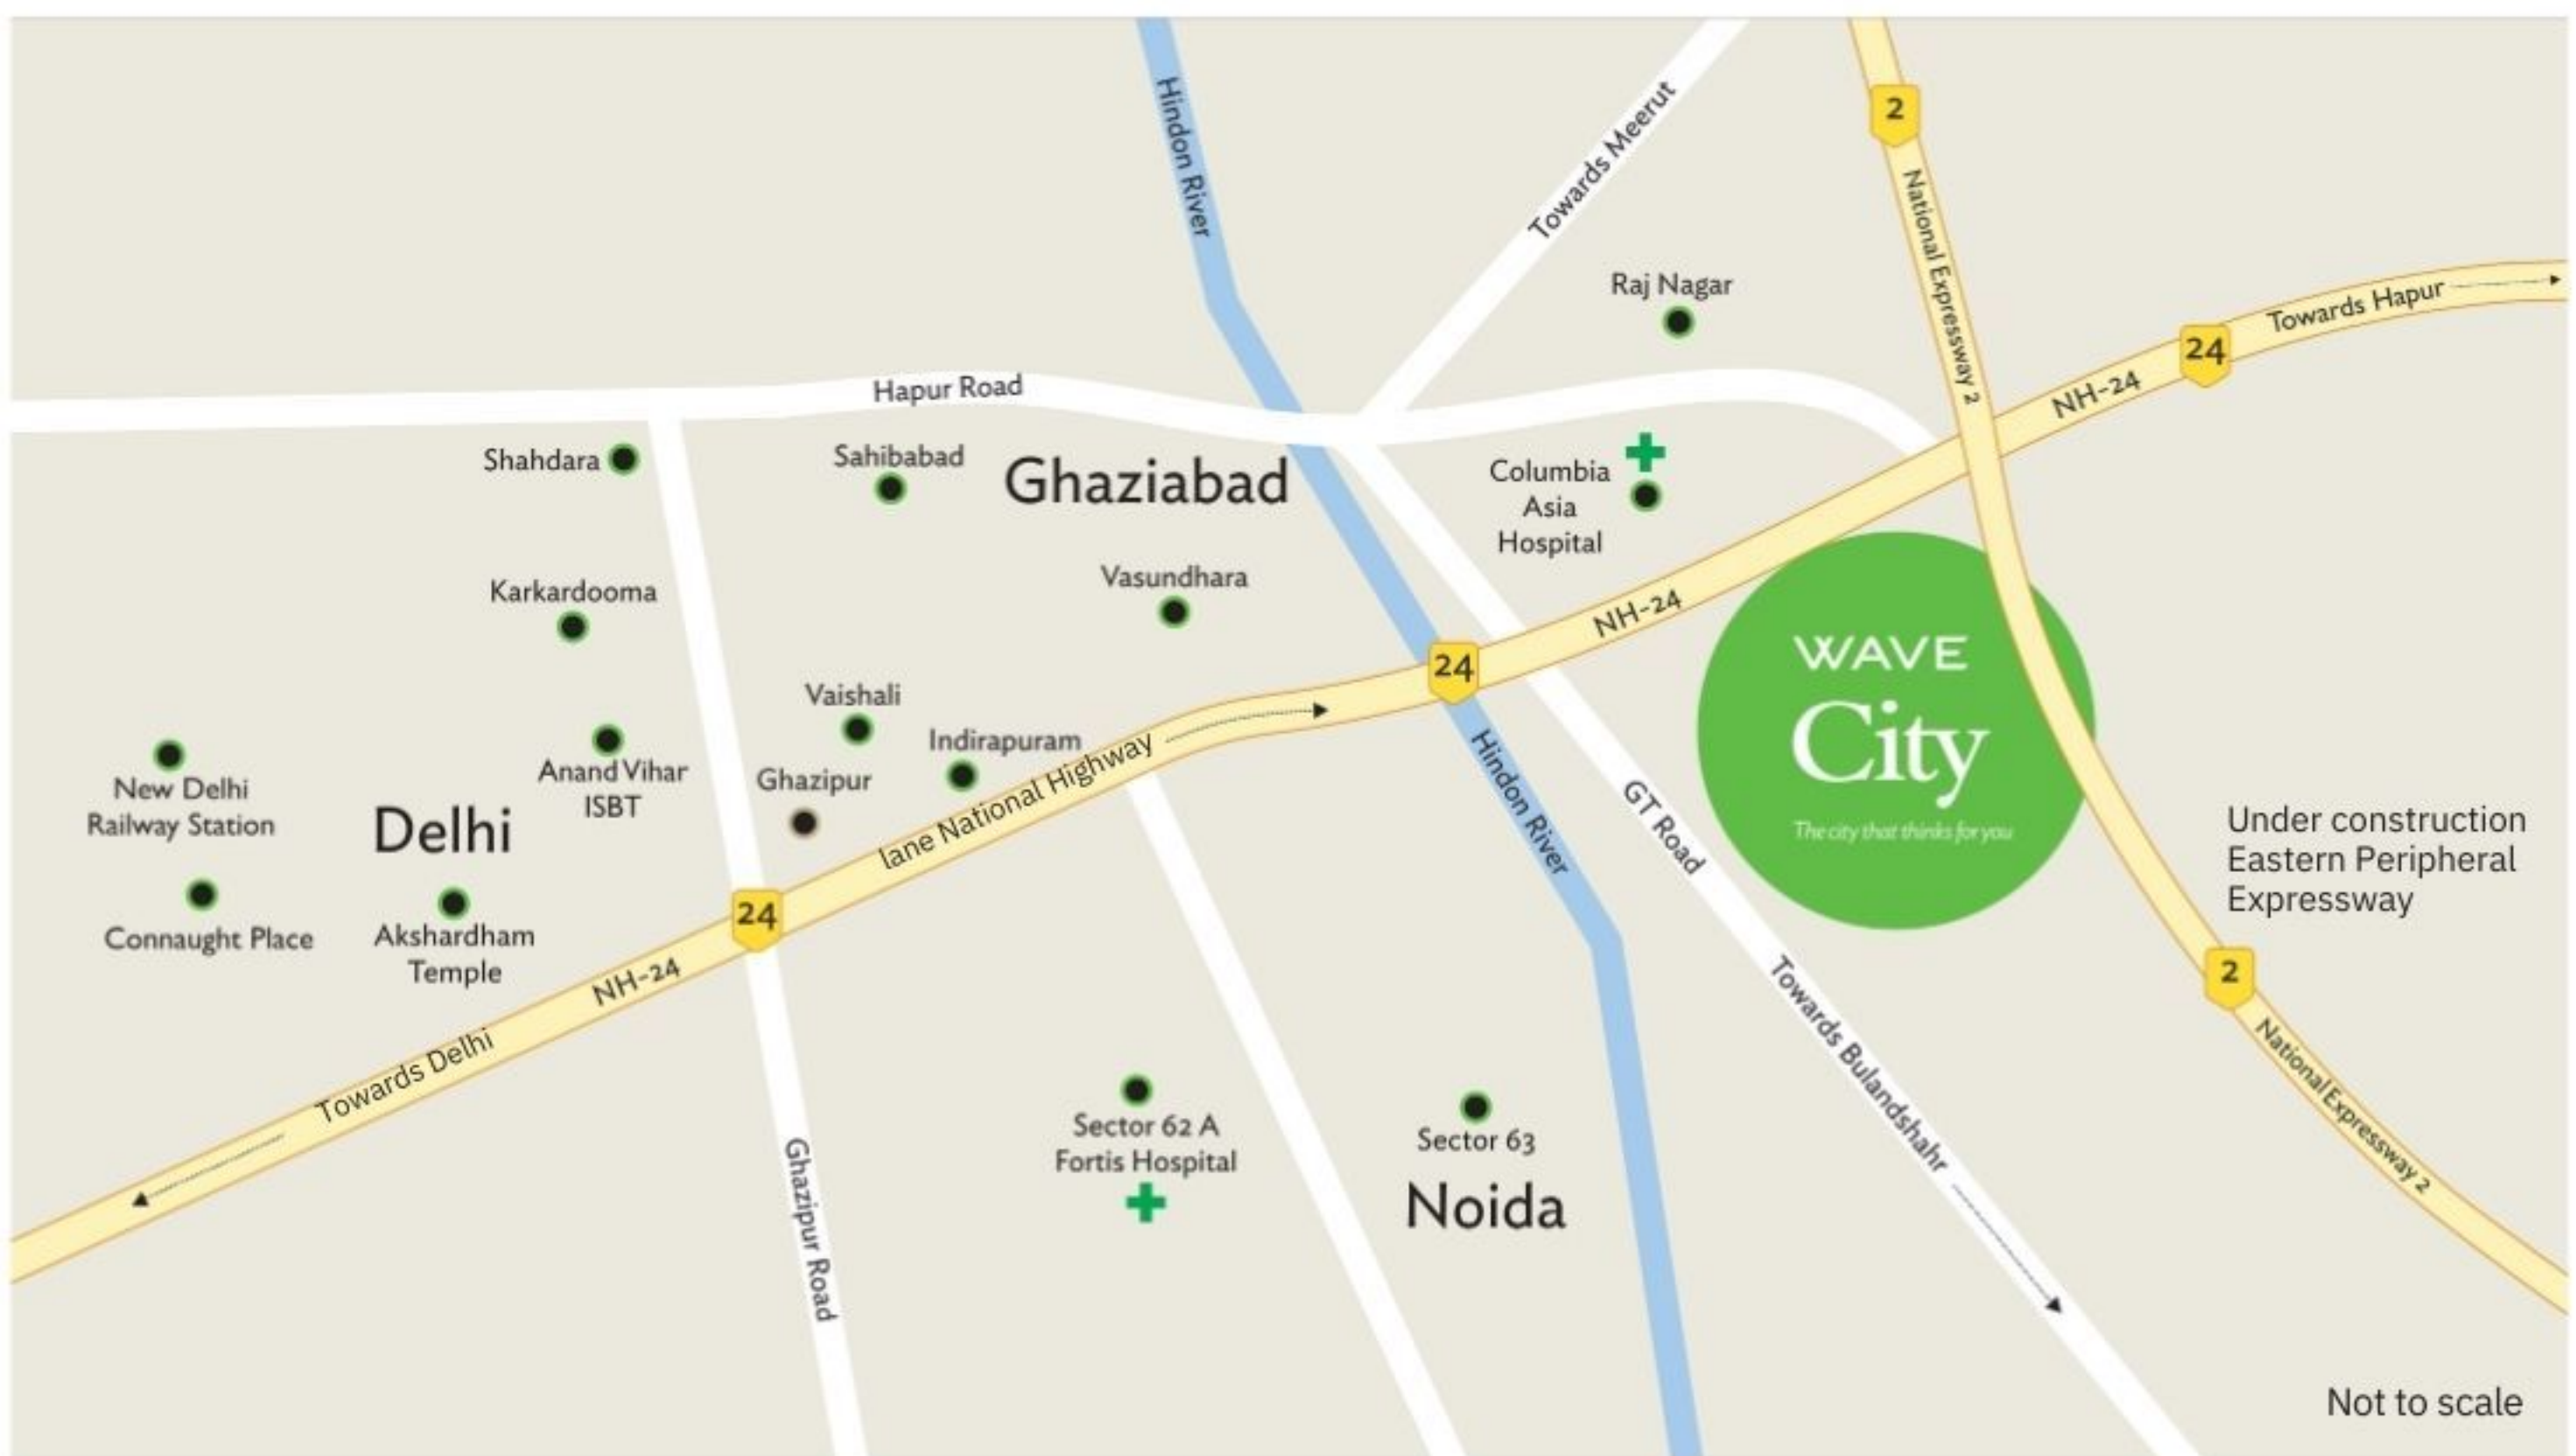 Hindon River
Towards Meerut
2
National Expressway 2
Raj Nagar
Towards Hapur
24
NH-24
Hapur Road
Shahdara
Sahibabad
Ghaziabad
Columbia
Asia
Hospital
Karkardooma
Vasundhara
NH-24
24
WAVE
City
The city that thinks for you
Vaishali
Indirapuram
Anand Vihar
ISBT
Ghazipur
New Delhi
Railway Station
Delhi
lane National Highway
Hindon River
GT Road
Under construction
Eastern Peripheral
Expressway
Connaught Place
Akshardham
Temple
24
NH-24
2
Towards Delhi
Towards Bulandshahr
National Expressway 2
Ghazipur Road
Sector 62 A
Fortis Hospital
Sector 63
Noida
Not to scale